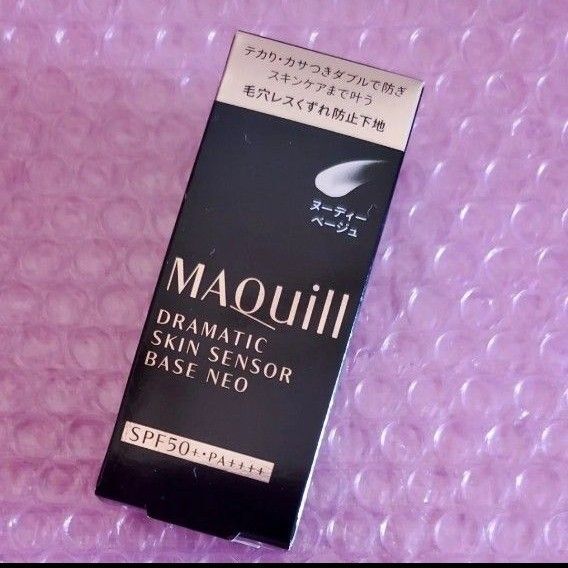 テカり・カサつきダブルで防ぎ
スキンケアまで叶う
毛穴レスくずれ防止下地
ヌーディー
ベージュ
MAQuill
DRAMATIC
SKIN SENSOR
BASE NEO
SPF50+・PA++++